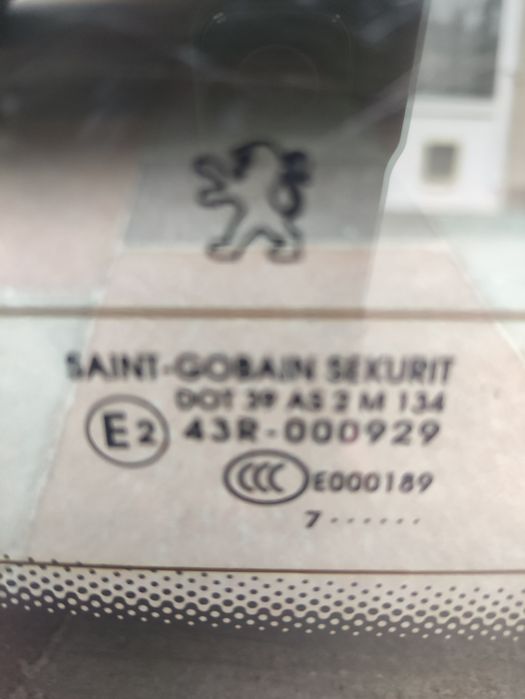 SAINT-GOBAIN SEKURIT
DOT 39 AS 2 M 134
E2 43R-000929
CCC E000189
7······